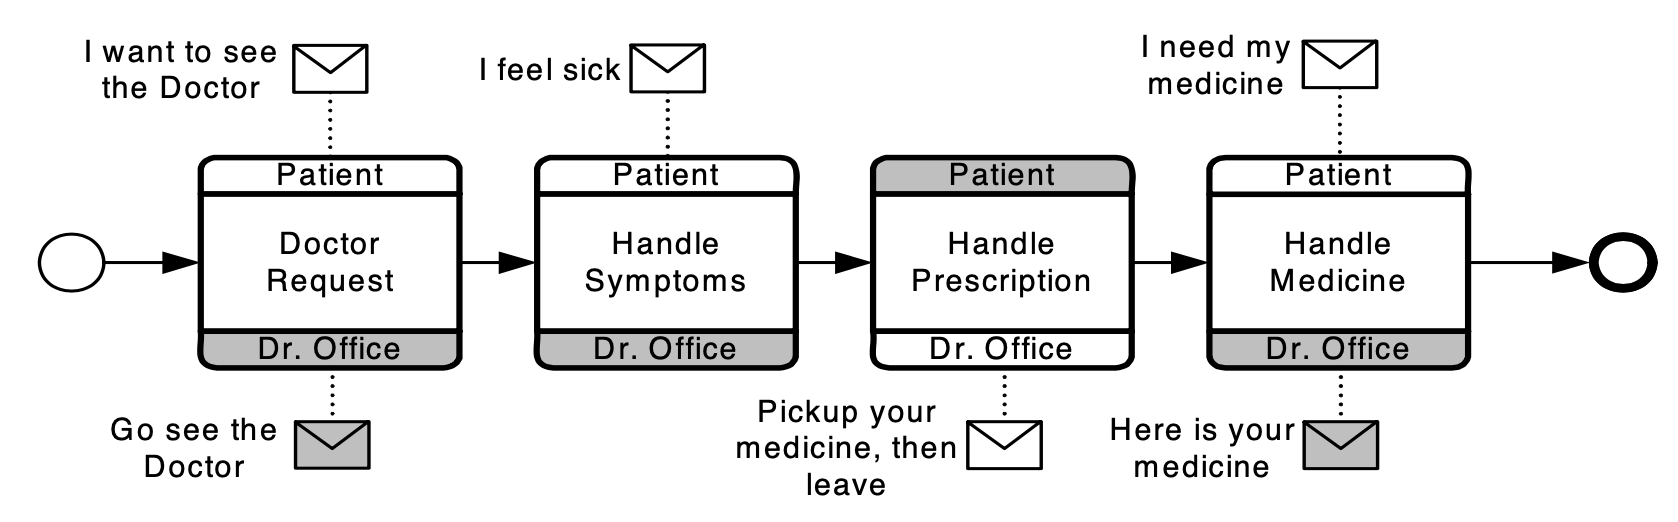 I want to see
the Doctor
I feel sick
I need my
medicine
Patient
Doctor
Request
Dr. Office
Patient
Handle
Symptoms
Dr. Office
Patient
Handle
Prescription
Dr. Office
Patient
Handle
Medicine
Dr. Office
Go see the
Doctor
Pickup your
medicine, then
leave
Here is your
medicine